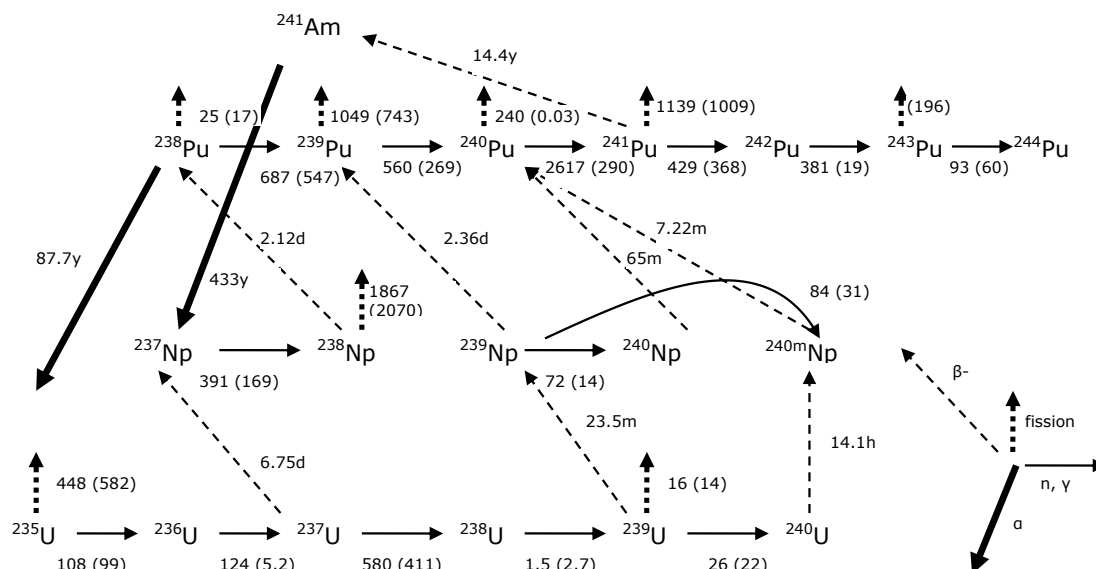 ²⁴¹Am
14.4y
25 (17)
1049 (743)
240 (0.03)
1139 (1009)
(196)
²³⁸Pu
²³⁹Pu
²⁴⁰Pu
²⁴¹Pu
²⁴²Pu
²⁴³Pu
²⁴⁴Pu
687 (547)
560 (269)
2617 (290)
429 (368)
381 (19)
93 (60)
87.7y
2.12d
433y
2.36d
65m
7.22m
1867
(2070)
84 (31)
²³⁷Np
²³⁸Np
²³⁹Np
²⁴⁰Np
²⁴⁰ᵐNp
391 (169)
72 (14)
β-
fission
n, γ
α
6.75d
23.5m
14.1h
448 (582)
16 (14)
²³⁵U
²³⁶U
²³⁷U
²³⁸U
²³⁹U
²⁴⁰U
108 (99)
124 (5.2)
580 (411)
1.5 (2.7)
26 (22)